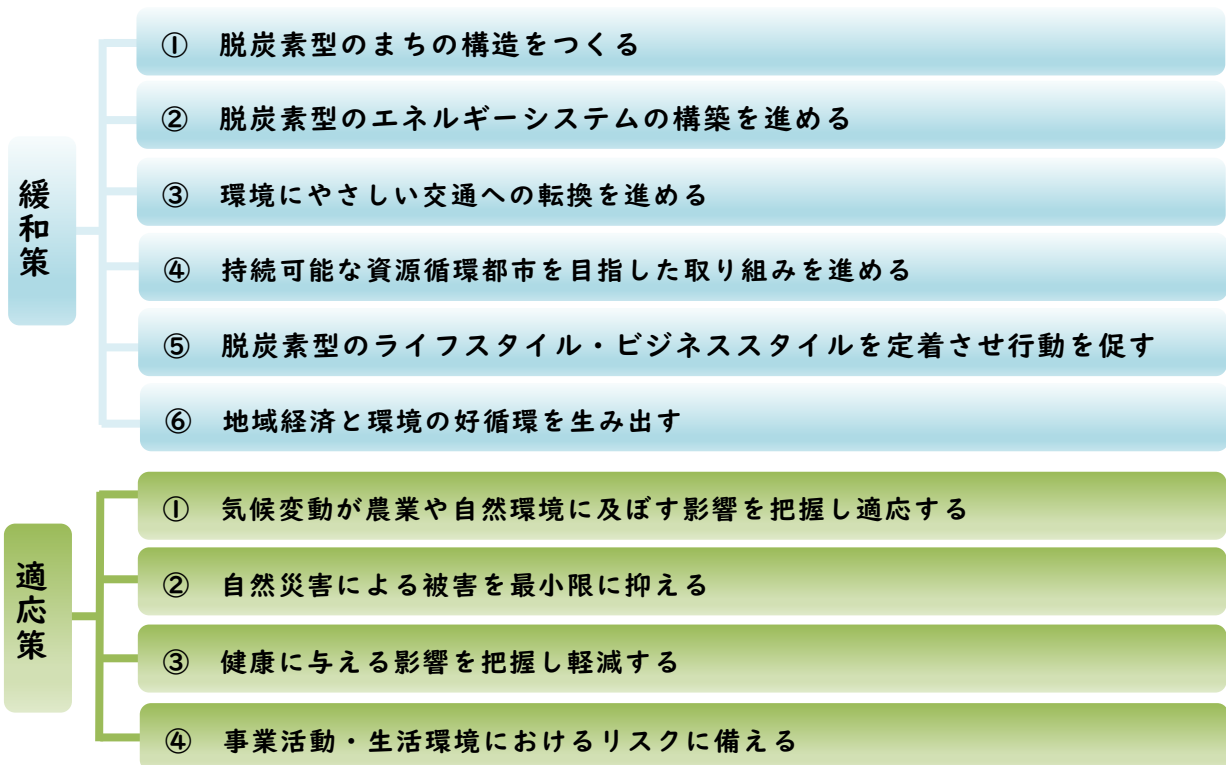 緩和策
① 脱炭素型のまちの構造をつくる
② 脱炭素型のエネルギーシステムの構築を進める
③ 環境にやさしい交通への転換を進める
④ 持続可能な資源循環都市を目指した取り組みを進める
⑤ 脱炭素型のライフスタイル・ビジネススタイルを定着させ行動を促す
⑥ 地域経済と環境の好循環を生み出す
適応策
① 気候変動が農業や自然環境に及ぼす影響を把握し適応する
② 自然災害による被害を最小限に抑える
③ 健康に与える影響を把握し軽減する
④ 事業活動・生活環境におけるリスクに備える